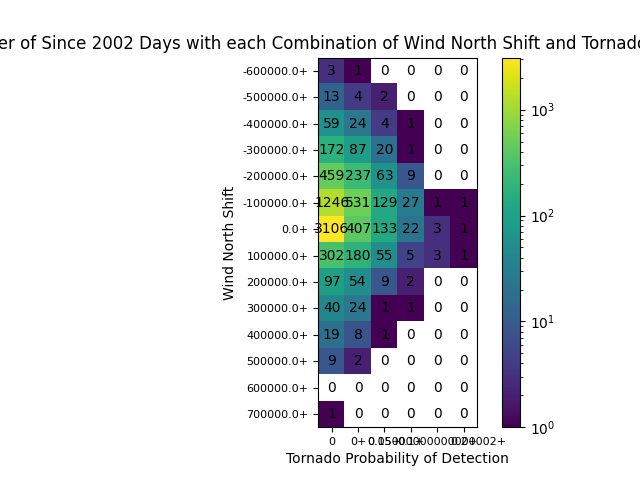 er of Since 2002 Days with each Combination of Wind North Shift and Tornado
Wind North Shift
-600000.0+ 3 1 0 0 0 0
-500000.0+ 13 4 2 0 0 0
-400000.0+ 59 24 4 1 0 0
-300000.0+ 172 87 20 1 0 0
-200000.0+ 459 237 63 9 0 0
-100000.0+ 1246 531 129 27 1 1
0.0+ 3106 407 133 22 3 1
100000.0+ 302 180 55 5 3 1
200000.0+ 97 54 9 2 0 0
300000.0+ 40 24 1 1 0 0
400000.0+ 19 8 1 0 0 0
500000.0+ 9 2 0 0 0 0
600000.0+ 0 0 0 0 0 0
700000.0+ 1 0 0 0 0 0
0 0+
Tornado Probability of Detection
10³
10²
10¹
10⁰